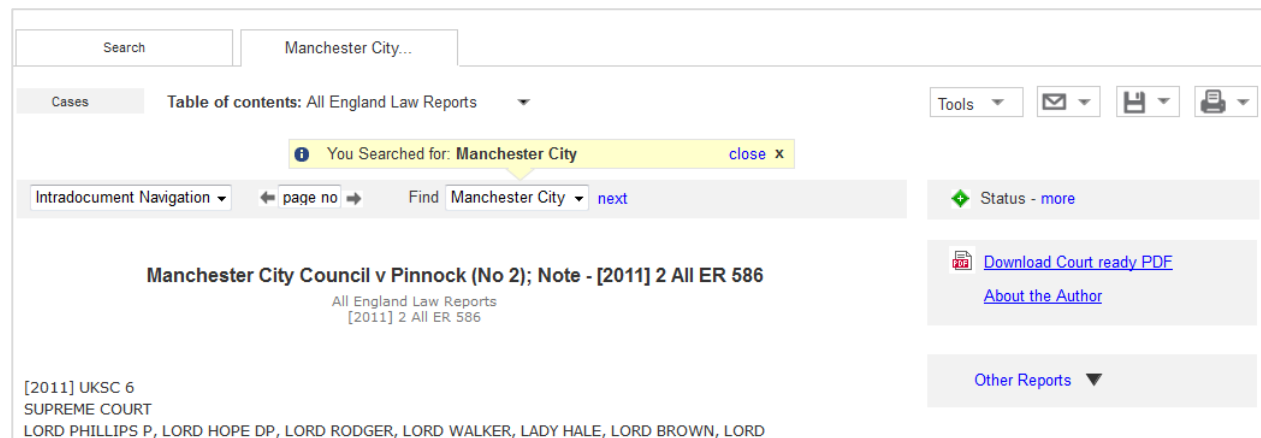 Search
Manchester City...
Cases
Table of contents: All England Law Reports
Tools
You Searched for: Manchester City close x
Intradocument Navigation
page no
Find Manchester City next
Status - more
Manchester City Council v Pinnock (No 2); Note - [2011] 2 All ER 586
All England Law Reports
[2011] 2 All ER 586
PDF
Download Court ready PDF
About the Author
Other Reports
[2011] UKSC 6
SUPREME COURT
LORD PHILLIPS P, LORD HOPE DP, LORD RODGER, LORD WALKER, LADY HALE, LORD BROWN, LORD